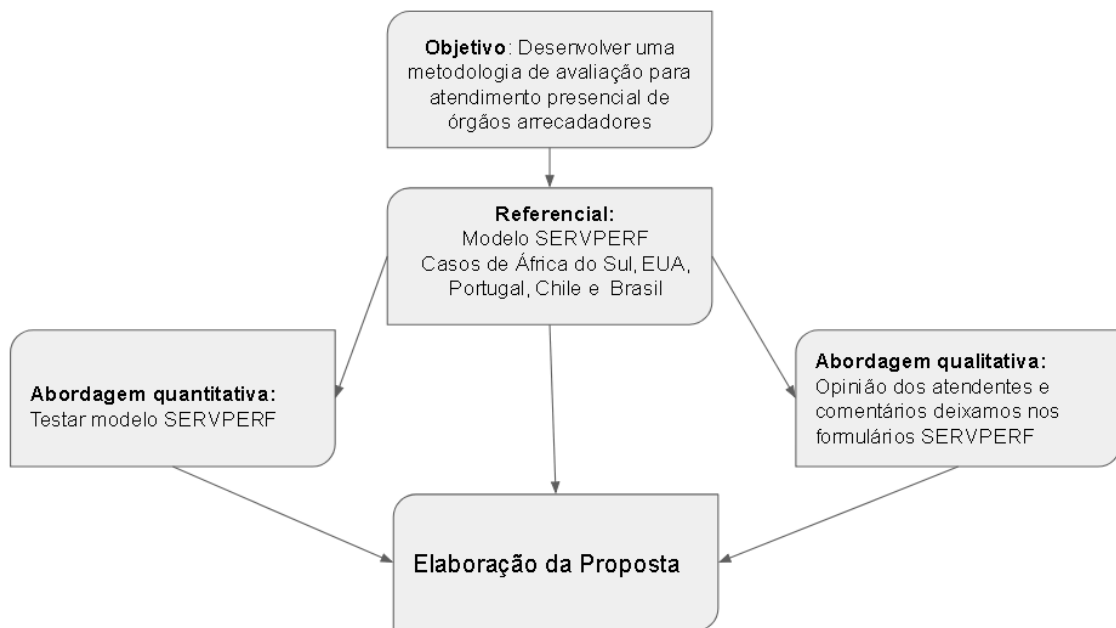 Objetivo: Desenvolver uma
metodologia de avaliação para
atendimento presencial de
órgãos arrecadadores
Referencial:
Modelo SERVPERF
Casos de África do Sul, EUA,
Portugal, Chile e Brasil
Abordagem quantitativa:
Testar modelo SERVPERF
Abordagem qualitativa:
Opinião dos atendentes e
comentários deixamos nos
formulários SERVPERF
Elaboração da Proposta